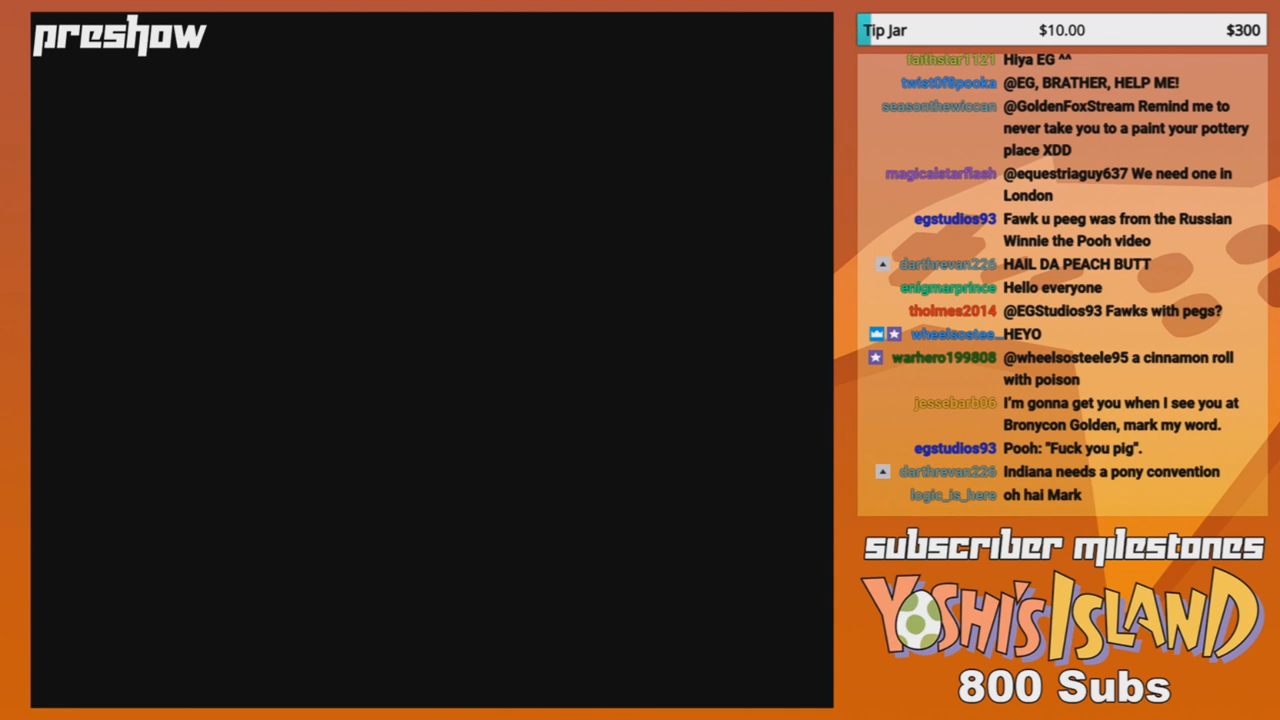 preshow
Tip Jar $10.00 $300
faithstar1121 Hiya EG ^^
twist0f8pooka @EG, BRATHER, HELP ME!
seasonthewiccan @GoldenFoxStream Remind me to
never take you to a paint your pottery
place XDD
magicalstarflash @equestriaguy637 We need one in
London
egstudios93 Fawk u peeg was from the Russian
Winnie the Pooh video
darthrevan226 HAIL DA PEACH BUTT
enigmarprince Hello everyone
tholmes2014 @EGStudios93 Fawks with pegs?
wheelsostee... HEYO
warhero199808 @wheelsosteele95 a cinnamon roll
with poison
jessebarb06 I'm gonna get you when I see you at
Bronycon Golden, mark my word.
egstudios93 Pooh: "Fuck you pig".
darthrevan226 Indiana needs a pony convention
logic_is_here oh hai Mark
subscriber milestones
YOSHI'S ISLAND
800 Subs